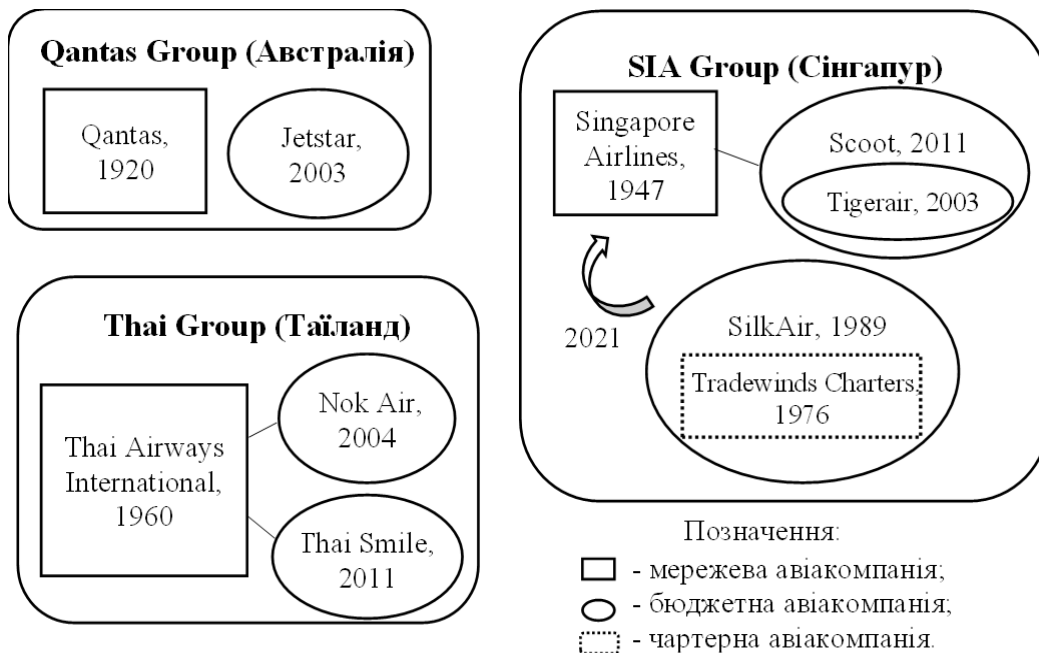 Qantas Group (Австралія)
Qantas,
1920
Jetstar,
2003
Thai Group (Таїланд)
Thai Airways
International,
1960
Nok Air,
2004
Thai Smile,
2011
SIA Group (Сінгапур)
Singapore
Airlines,
1947
Scoot, 2011
Tigerair, 2003
2021
SilkAir, 1989
Tradewinds Charters,
1976
Позначення:
- мережева авіакомпанія;
- бюджетна авіакомпанія;
- чартерна авіакомпанія.